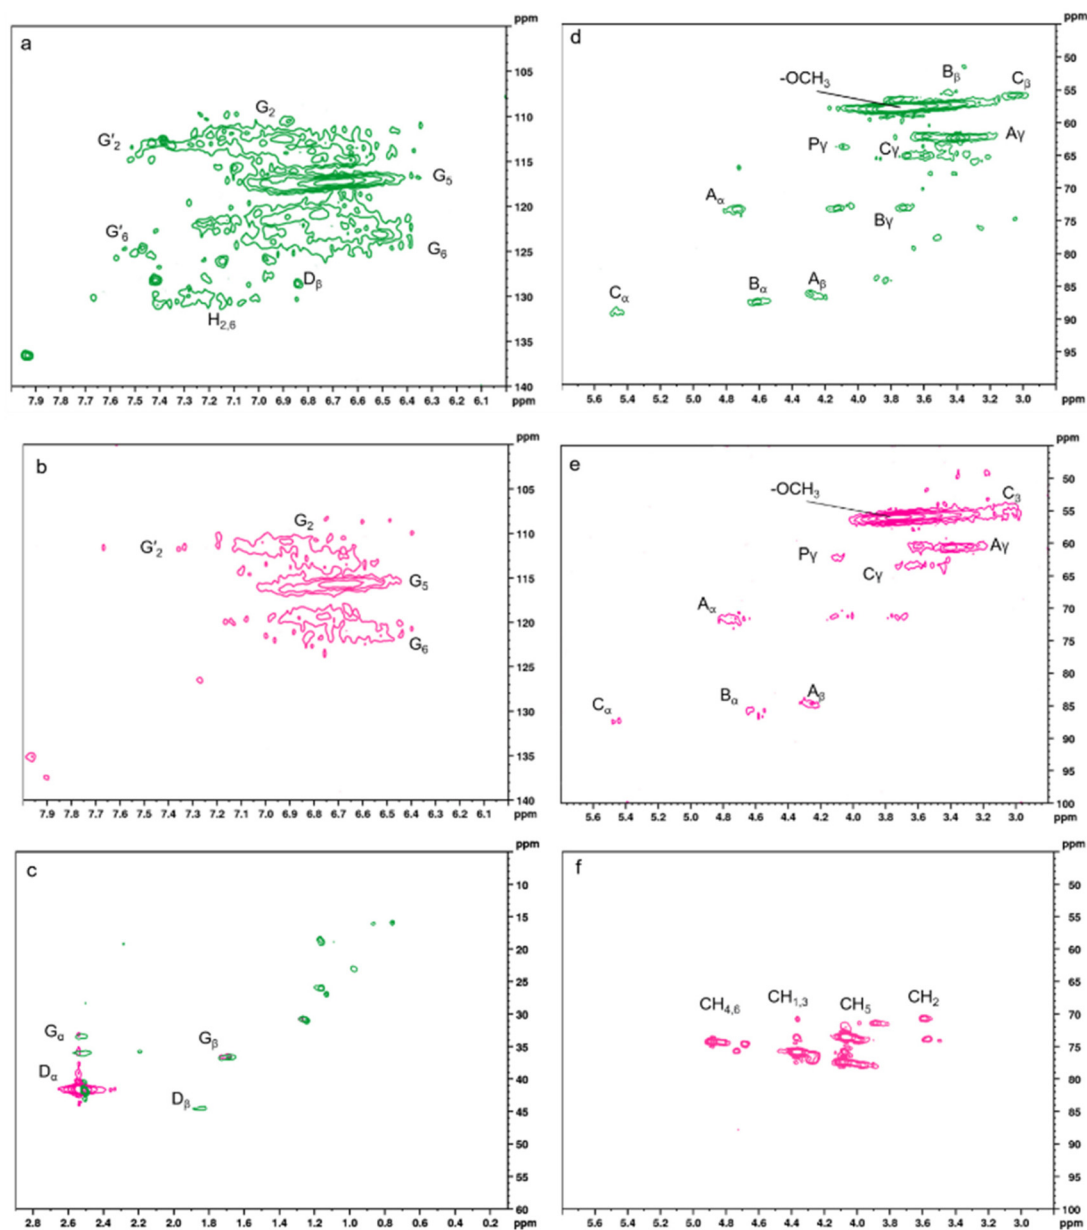 a
ppm
G₂
G'₂
G₅
G'₆
G₆
Dᵦ
H₂,₆
100
105
110
115
120
125
130
135
140
7.9 7.8 7.7 7.6 7.5 7.4 7.3 7.2 7.1 7.0 6.9 6.8 6.7 6.6 6.5 6.4 6.3 6.2 6.1 ppm
d
ppm
-OCH₃
Bβ
Cβ
Pγ
Cγ
Aγ
Aα
Bγ
Cα
Bα
Aβ
50
55
60
65
70
75
80
85
90
95
5.6 5.4 5.2 5.0 4.8 4.6 4.4 4.2 4.0 3.8 3.6 3.4 3.2 3.0 ppm
b
ppm
G₂
G'₂
G₅
G₆
105
110
115
120
125
130
135
140
7.9 7.8 7.7 7.6 7.5 7.4 7.3 7.2 7.1 7.0 6.9 6.8 6.7 6.6 6.5 6.4 6.3 6.2 6.1 ppm
e
ppm
-OCH₃
C₃
Pγ
Cγ
Aγ
Aα
Cα
Bα
Aβ
50
55
60
65
70
75
80
85
90
95
100
5.6 5.4 5.2 5.0 4.8 4.6 4.4 4.2 4.0 3.8 3.6 3.4 3.2 3.0 ppm
c
ppm
Gα
Gβ
Dα
Dβ
5
10
15
20
25
30
35
40
45
50
55
60
2.8 2.6 2.4 2.2 2.0 1.8 1.6 1.4 1.2 1.0 0.8 0.6 0.4 0.2 ppm
f
ppm
CH₄,₆
CH₁,₃
CH₅
CH₂
50
55
60
65
70
75
80
85
90
95
100
5.6 5.4 5.2 5.0 4.8 4.6 4.4 4.2 4.0 3.8 3.6 3.4 3.2 3.0 ppm